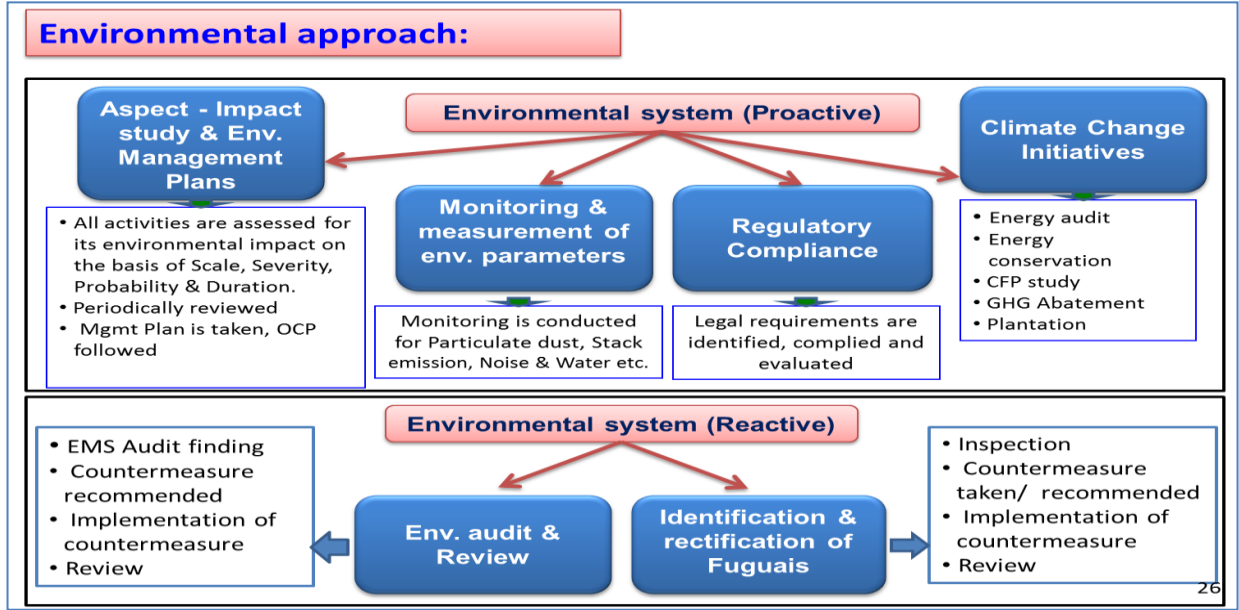 Environmental approach:
Environmental system (Proactive)
Aspect - Impact
study & Env.
Management
Plans
• All activities are assessed for
its environmental impact on
the basis of Scale, Severity,
Probability & Duration.
• Periodically reviewed
• Mgmt Plan is taken, OCP
followed
Monitoring &
measurement of
env. parameters
Monitoring is conducted
for Particulate dust, Stack
emission, Noise & Water etc.
Regulatory
Compliance
Legal requirements are
identified, complied and
evaluated
Climate Change
Initiatives
• Energy audit
• Energy
conservation
• CFP study
• GHG Abatement
• Plantation
Environmental system (Reactive)
• EMS Audit finding
• Countermeasure
recommended
• Implementation of
countermeasure
• Review
Env. audit &
Review
Identification &
rectification of
Fuguais
• Inspection
• Countermeasure
taken/ recommended
• Implementation of
countermeasure
• Review
26